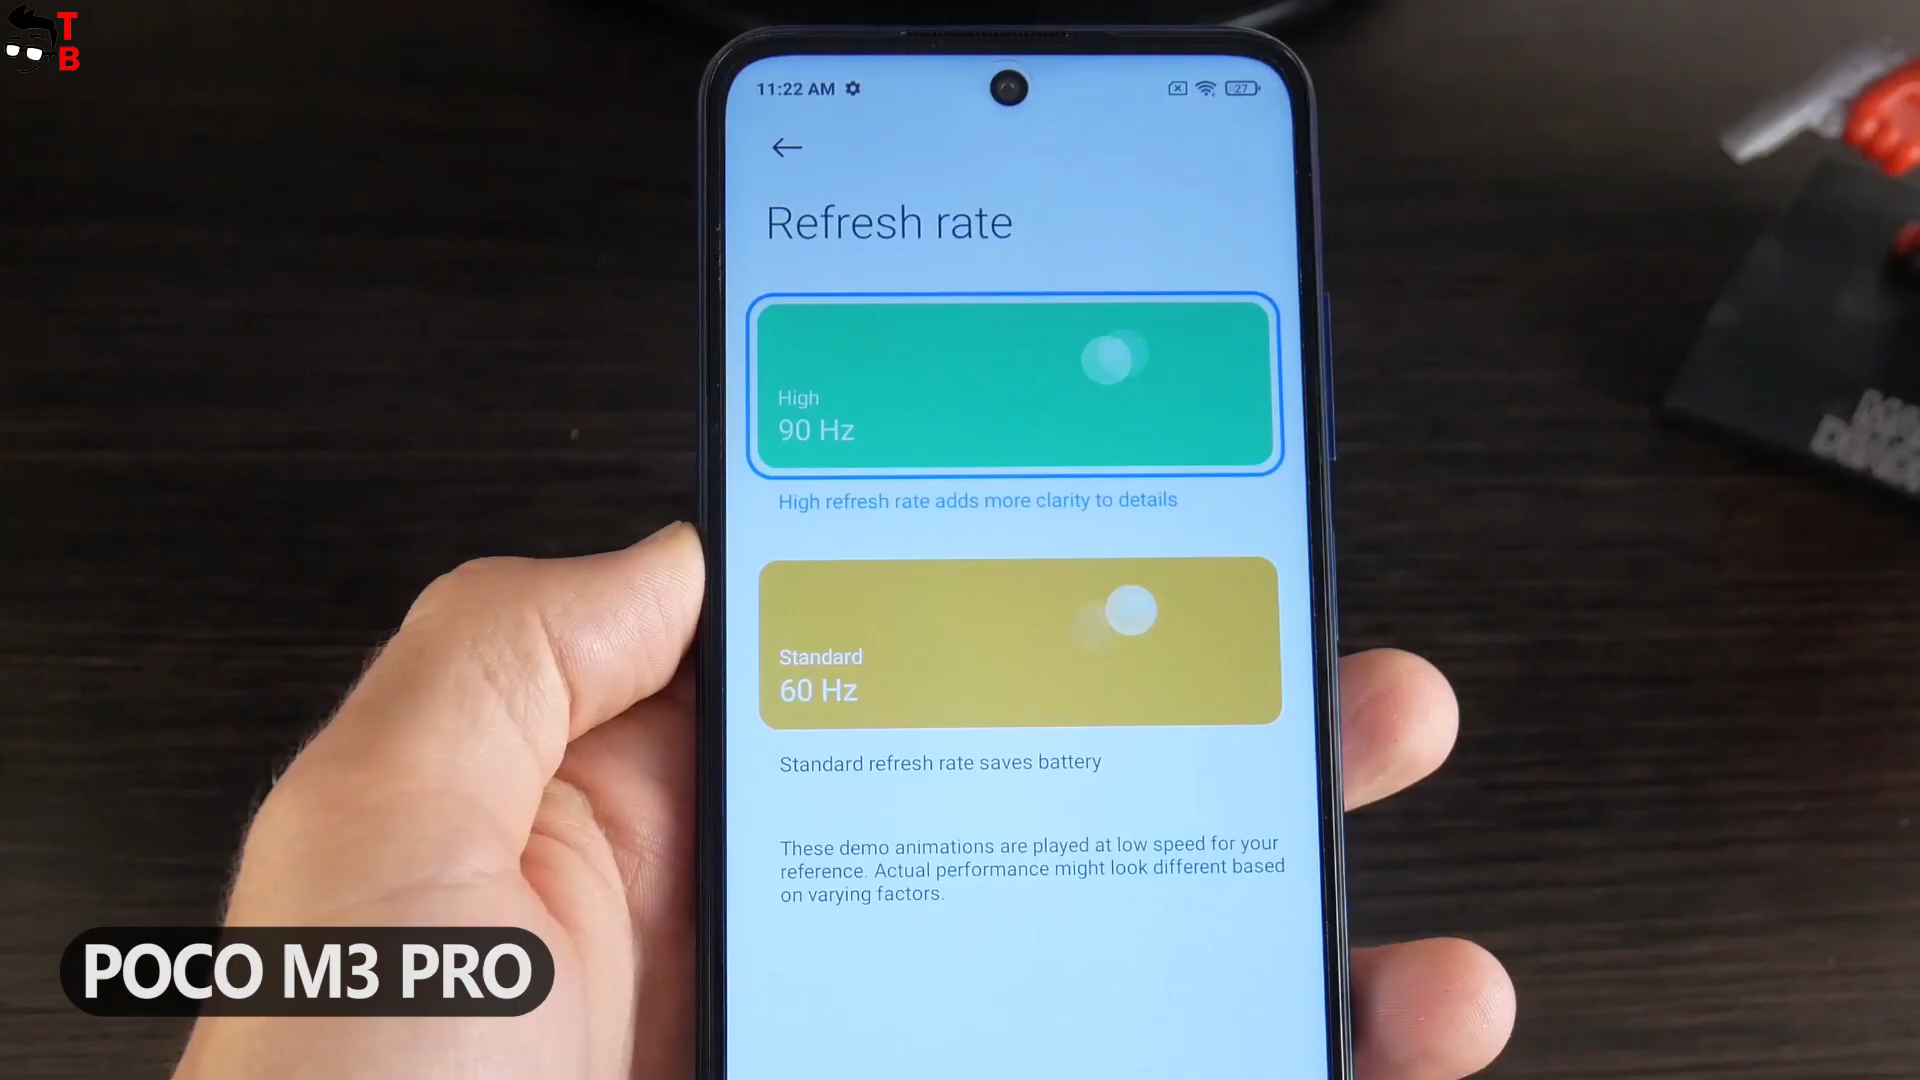 T
B
11:22 AM
27
Refresh rate
High
90 Hz
High refresh rate adds more clarity to details
Standard
60 Hz
Standard refresh rate saves battery
These demo animations are played at low speed for your
reference. Actual performance might look different based
on varying factors.
POCO M3 PRO